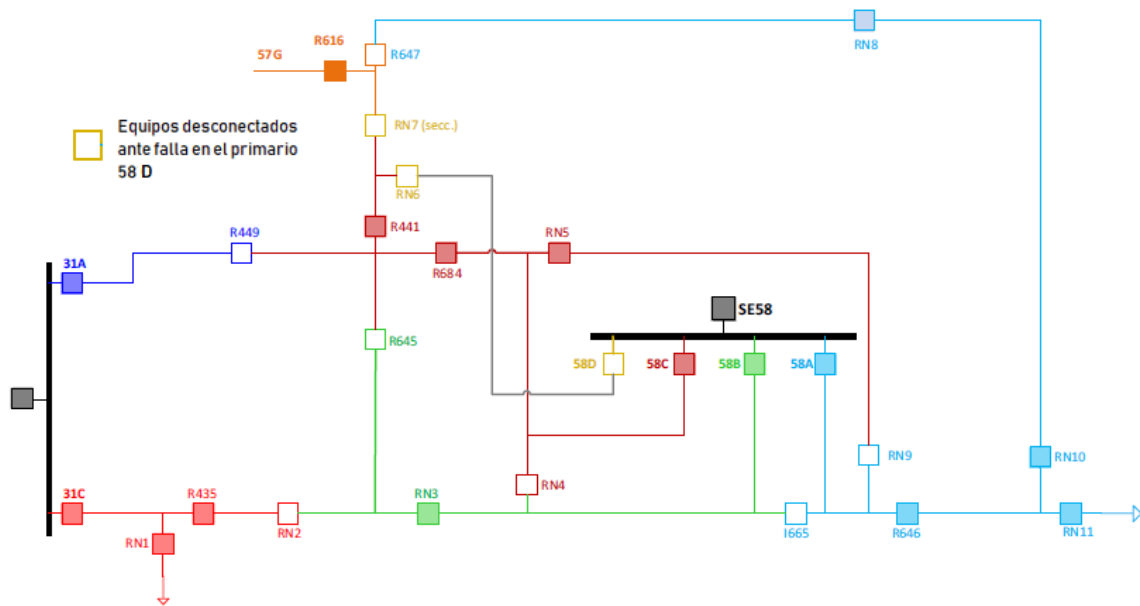 RN8
R616
57G
R647
Equipos desconectados
ante falla en el primario
58 D
RN7 (secc.)
RN6
R441
R449
RN5
31A
R684
SE58
R645
58D
58C
58B
58A
RN9
RN10
RN4
31C
R435
RN3
RN2
I665
R646
RN11
RN1